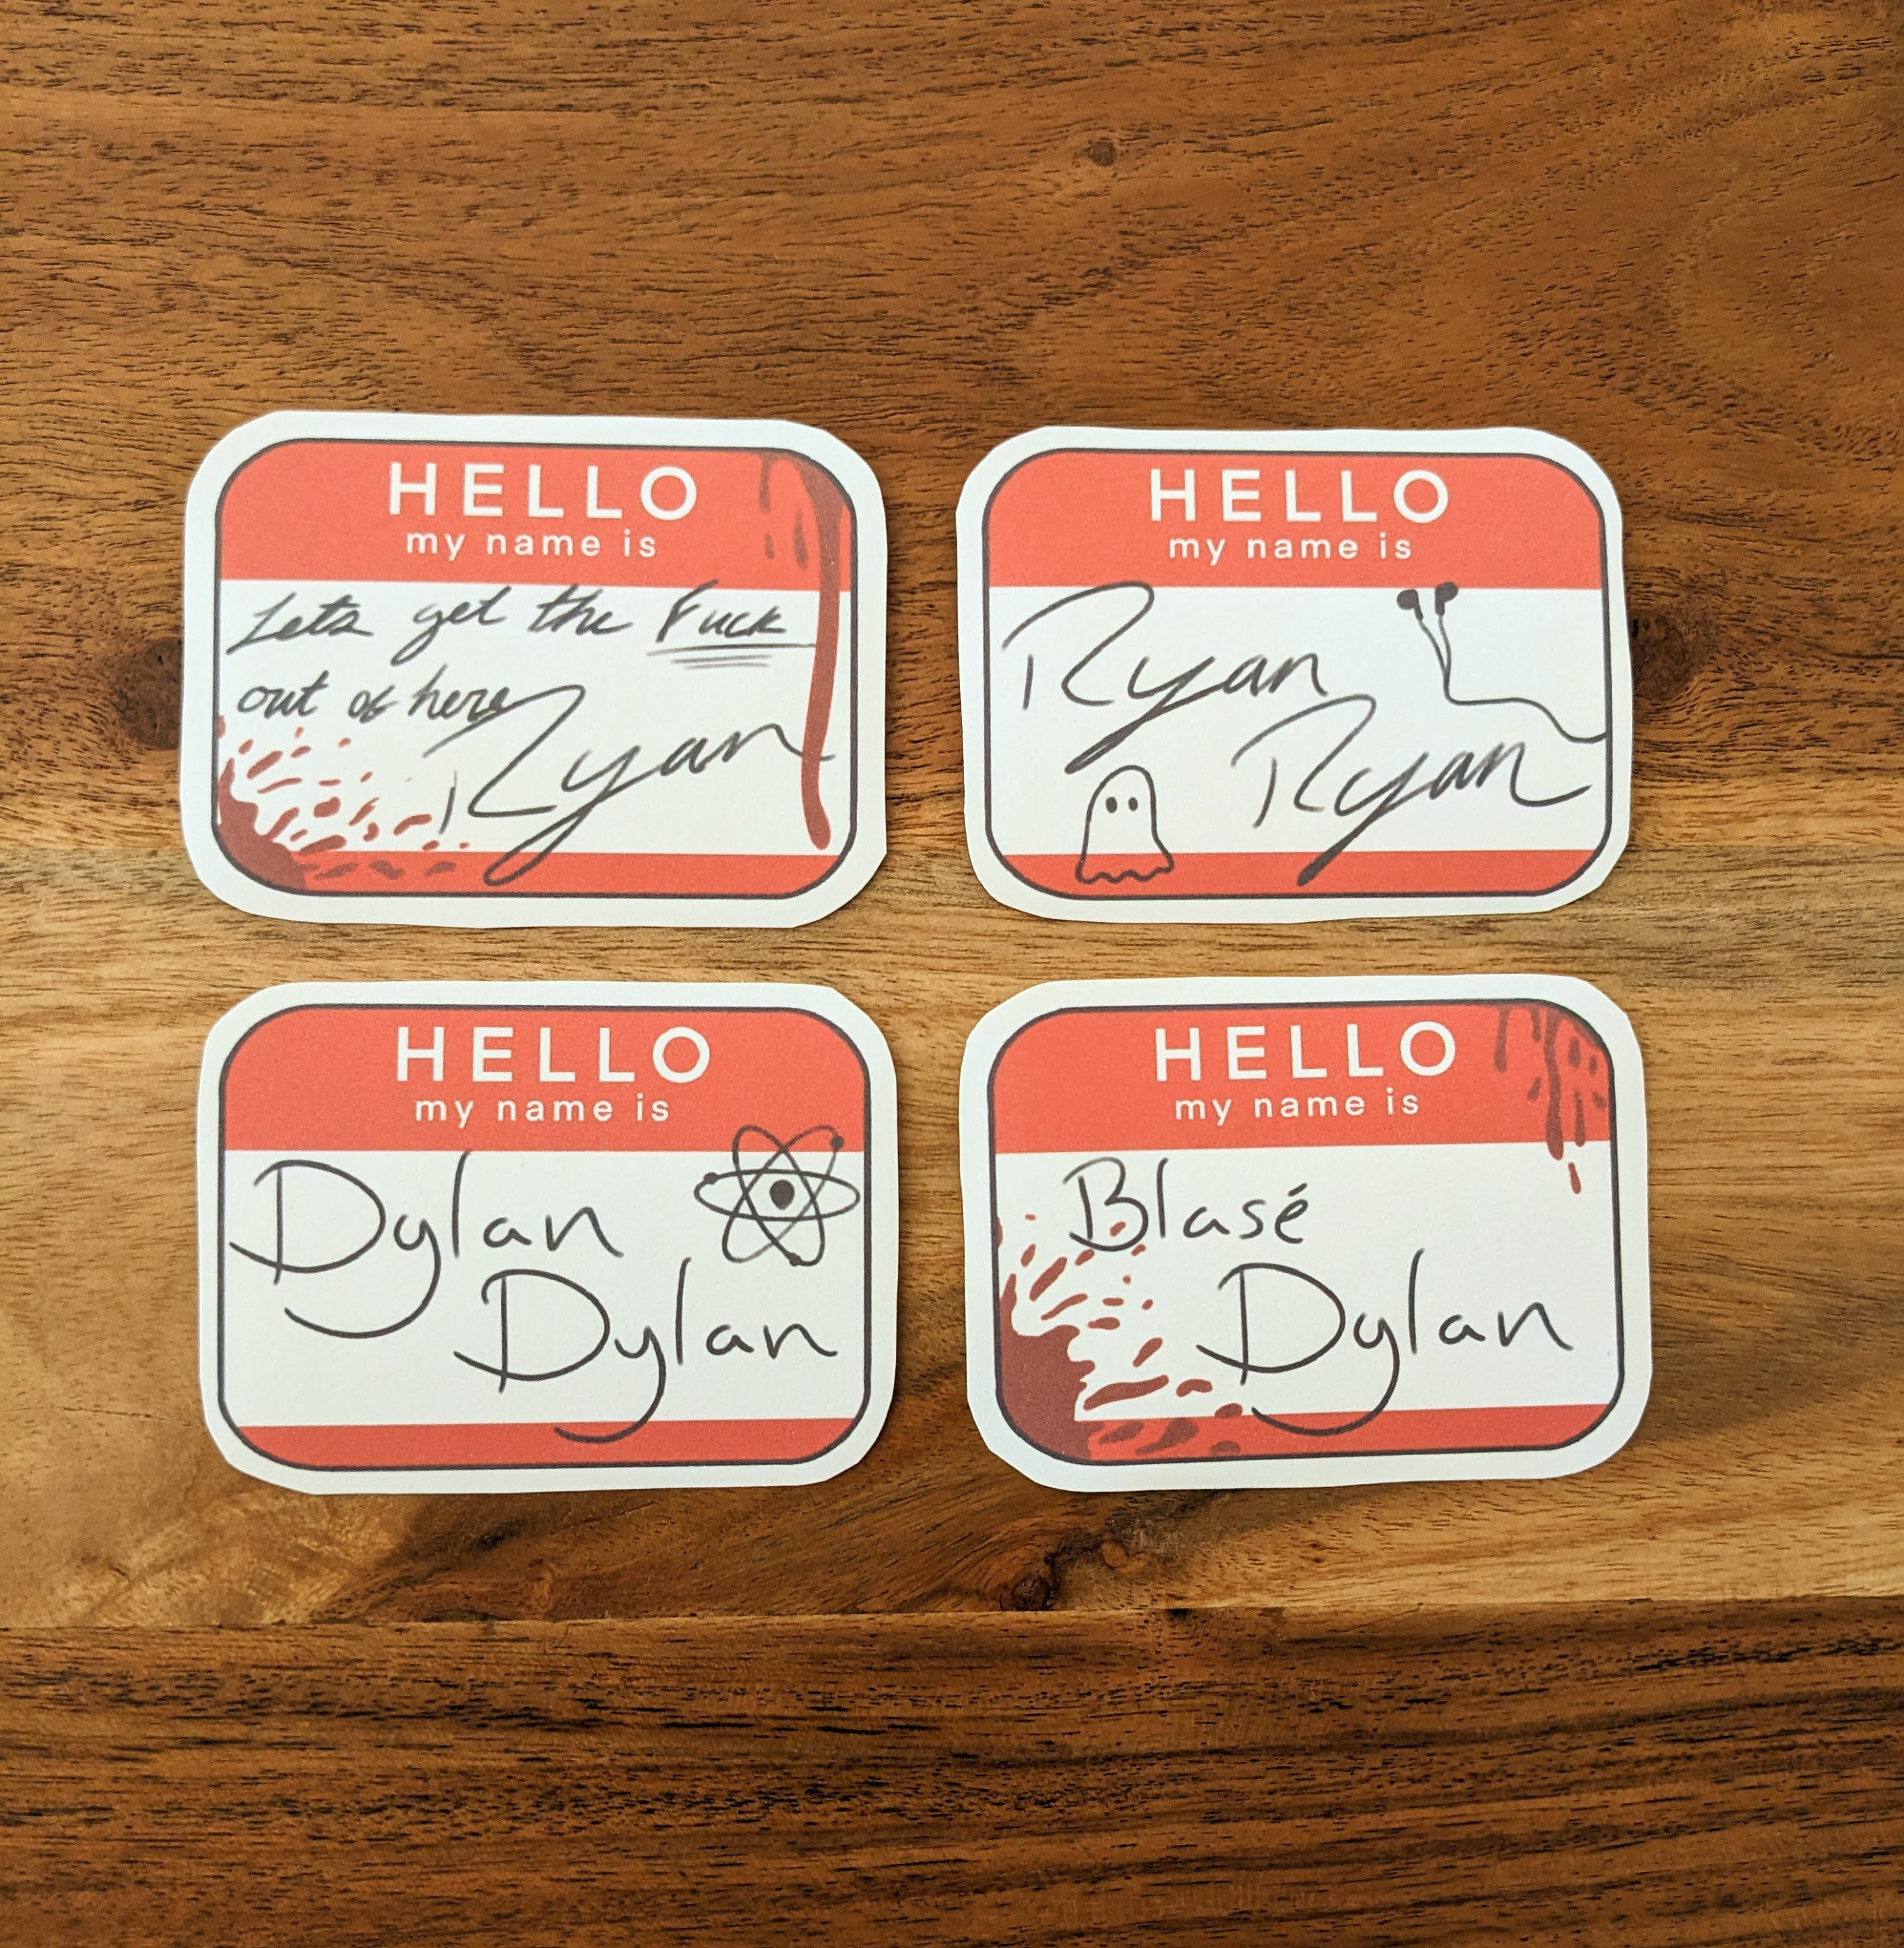 HELLO
my name is
Lets get the Fuck
out of here
Ryan
HELLO
my name is
Ryan
Ryan
HELLO
my name is
Dylan
Dylan
HELLO
my name is
Blasé
Dylan